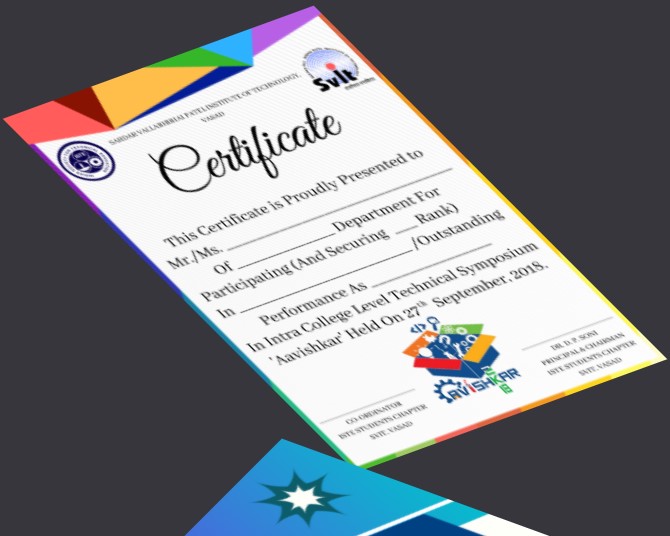 SARDAR VALLABHBHAI PATEL INSTITUTE OF TECHNOLOGY,
VASAD
Svit
Certificate
This Certificate is Proudly Presented to
Mr./Ms. ____________
Of ____________ Department For
Participating (And Securing ____ Rank)
In ____________ /Outstanding
Performance As ____________
In Intra College Level Technical Symposium
'Aavishkar' Held On 27th September, 2018.
AVISHKAR
CO-ORDINATOR
ISTE STUDENTS CHAPTER
SVIT, VASAD
DR. D. P. SONI
PRINCIPAL & CHAIRMAN
ISTE STUDENTS CHAPTER
SVIT, VASAD